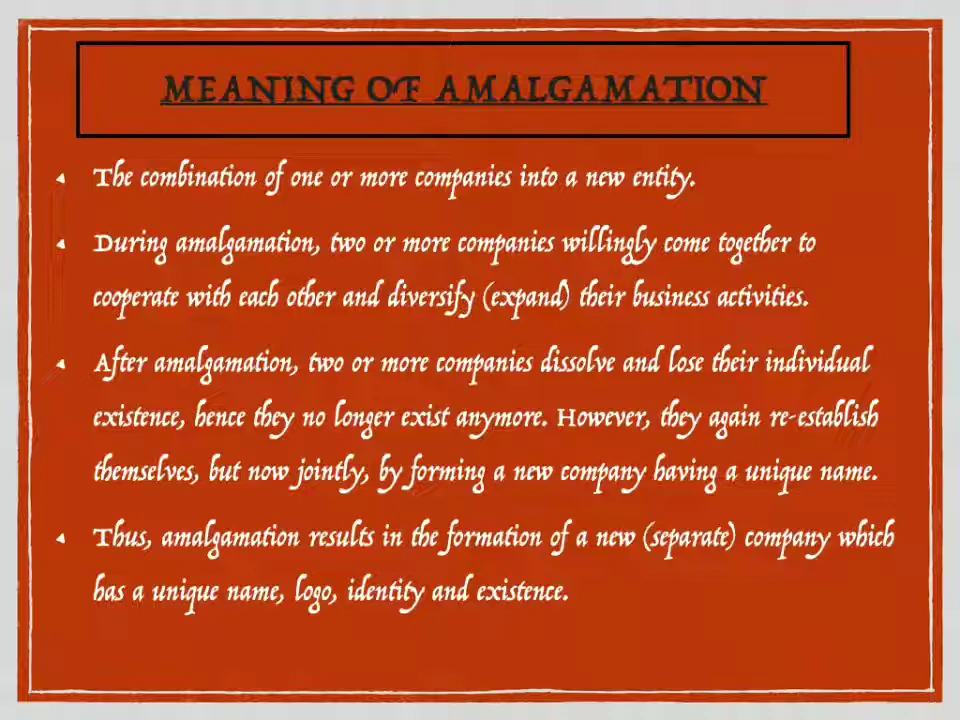 MEANING OF AMALGAMATION
The combination of one or more companies into a new entity.
During amalgamation, two or more companies willingly come together to
cooperate with each other and diversify (expand) their business activities.
After amalgamation, two or more companies dissolve and lose their individual
existence, hence they no longer exist anymore. However, they again re-establish
themselves, but now jointly, by forming a new company having a unique name.
Thus, amalgamation results in the formation of a new (separate) company which
has a unique name, logo, identity and existence.